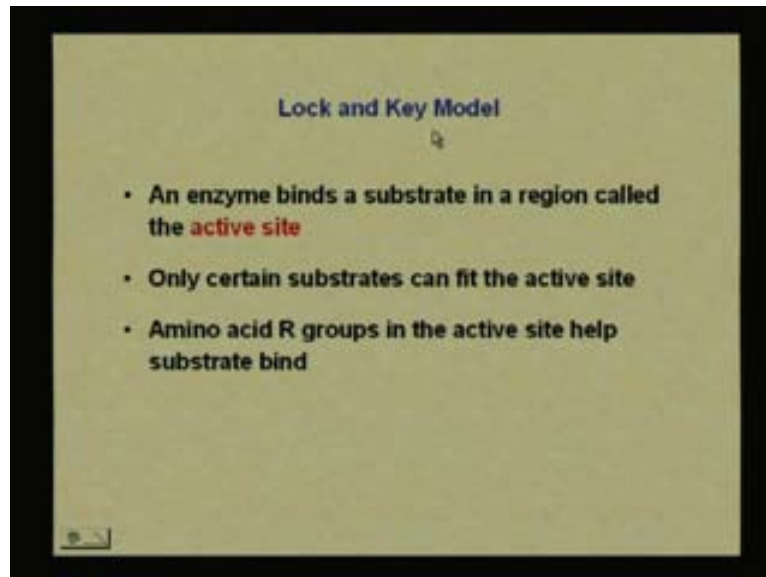 Lock and Key Model
• An enzyme binds a substrate in a region called
the active site
• Only certain substrates can fit the active site
• Amino acid R groups in the active site help
substrate bind